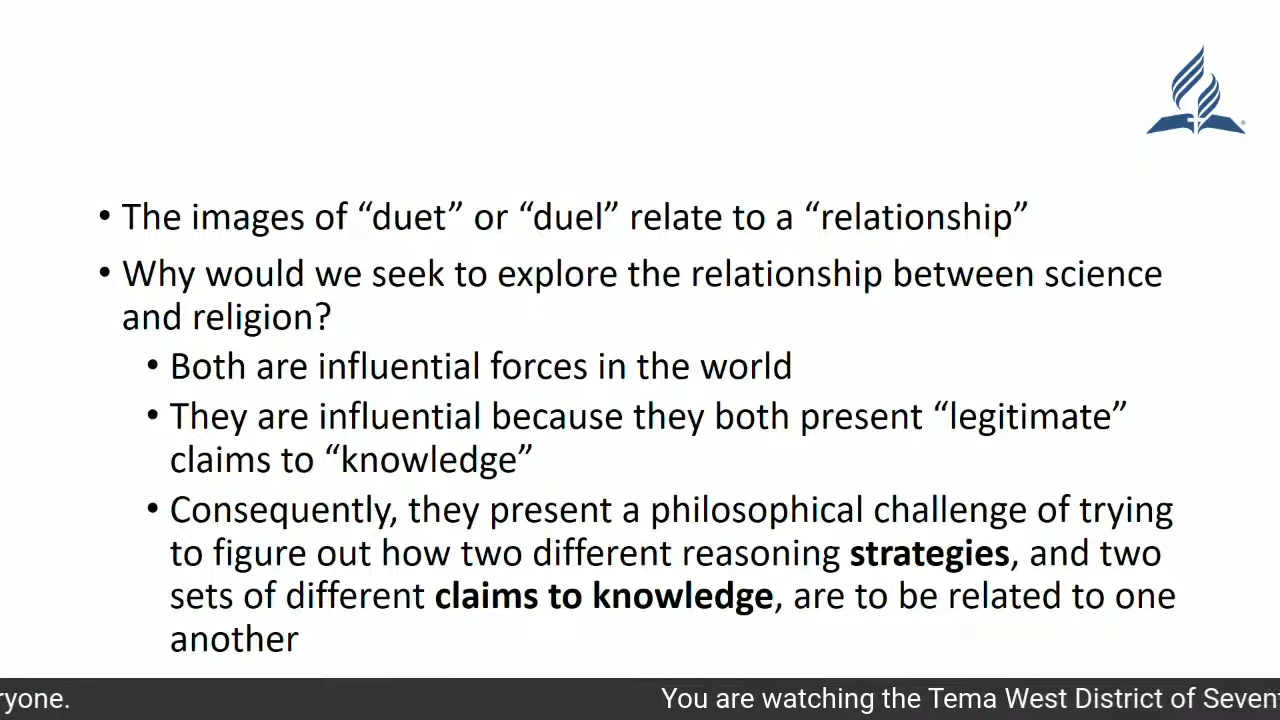 • The images of “duet” or “duel” relate to a “relationship”
• Why would we seek to explore the relationship between science
and religion?
• Both are influential forces in the world
• They are influential because they both present “legitimate”
claims to “knowledge”
• Consequently, they present a philosophical challenge of trying
to figure out how two different reasoning strategies, and two
sets of different claims to knowledge, are to be related to one
another
ryone. You are watching the Tema West District of Seven